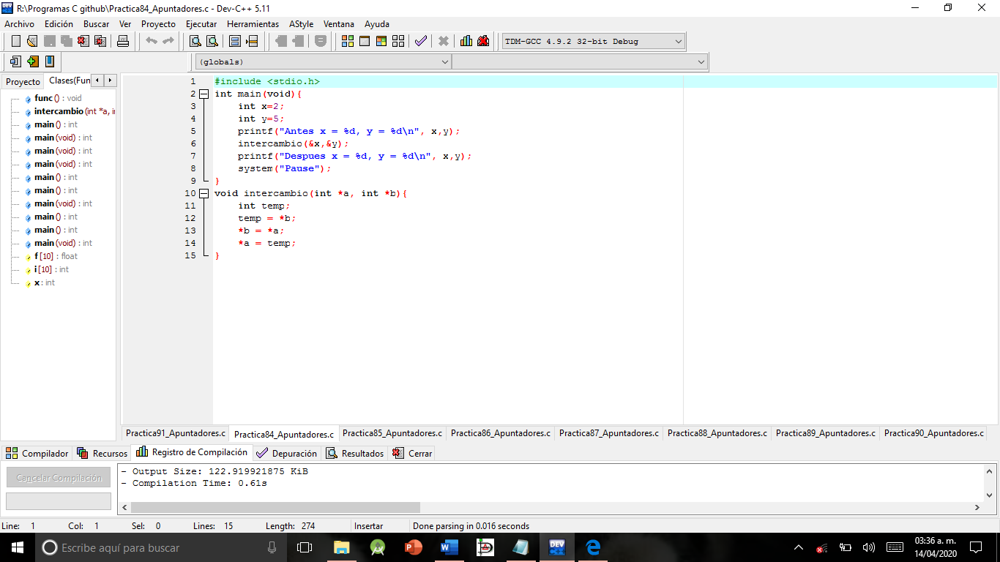 R:\Programas C github\Practica84_Apuntadores.c - Dev-C++ 5.11
Archivo Edición Buscar Ver Proyecto Ejecutar Herramientas AStyle Ventana Ayuda
TDM-GCC 4.9.2 32-bit Debug
(globals)
Proyecto Clases(Fun
func () : void
intercambio (int *a, i
main () : int
main (void) : int
main (void) : int
main (void) : int
main () : int
main () : int
main (void) : int
main () : int
main () : int
main (void) : int
f [10] : float
i [10] : int
x : int
1 #include <stdio.h>
2 int main(void){
3 int x=2;
4 int y=5;
5 printf("Antes x = %d, y = %d\n", x,y);
6 intercambio(&x,&y);
7 printf("Despues x = %d, y = %d\n", x,y);
8 system("Pause");
9 }
10 void intercambio(int *a, int *b){
11 int temp;
12 temp = *b;
13 *b = *a;
14 *a = temp;
15 }
Practica91_Apuntadores.c Practica84_Apuntadores.c Practica85_Apuntadores.c Practica86_Apuntadores.c Practica87_Apuntadores.c Practica88_Apuntadores.c Practica89_Apuntadores.c Practica90_Apuntadores.c
Compilador Recursos Registro de Compilación Depuración Resultados Cerrar
Cancelar Compilación
- Output Size: 122.919921875 KiB
- Compilation Time: 0.61s
Line: 1 Col: 1 Sel: 0 Lines: 15 Length: 274 Insertar Done parsing in 0.016 seconds
Escribe aquí para buscar
DEV
03:36 a. m.
14/04/2020